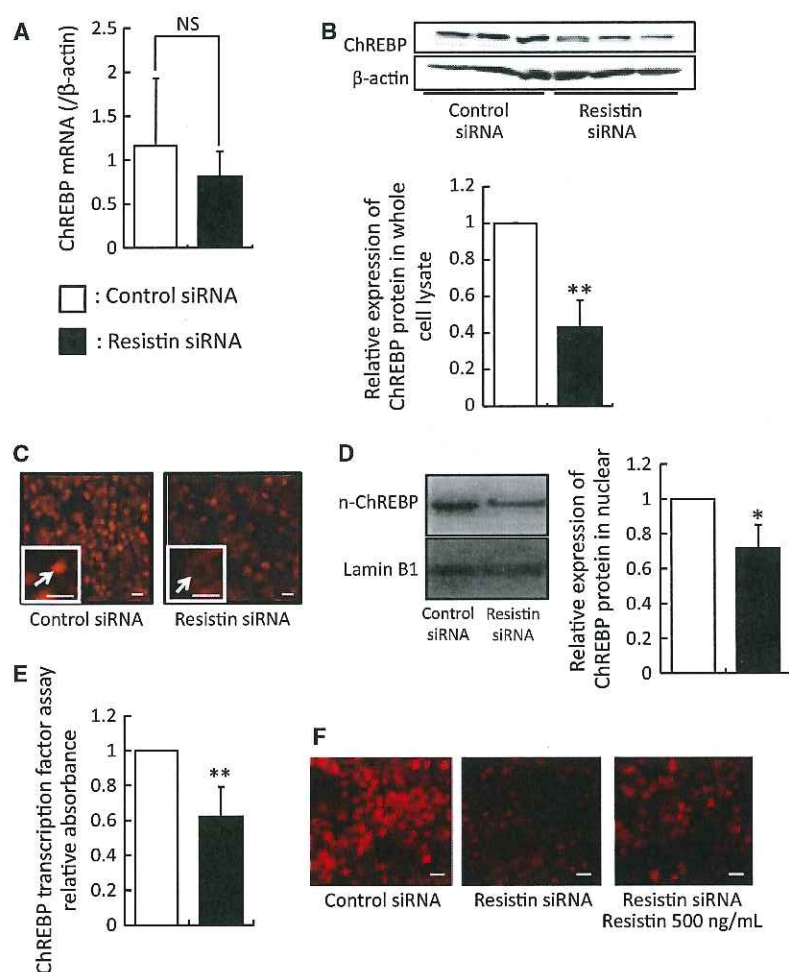 A
ChREBP mRNA (/β-actin)
2.5
2
1.5
1
0.5
0
NS
: Control siRNA
: Resistin siRNA
B
ChREBP
β-actin
Control
siRNA
Resistin
siRNA
Relative expression of
ChREBP protein in whole
cell lysate
1.2
1
0.8
0.6
0.4
0.2
0
**
C
Control siRNA
Resistin siRNA
D
n-ChREBP
Lamin B1
Control
siRNA
Resistin
siRNA
Relative expression of
ChREBP protein in nuclear
1.2
1
0.8
0.6
0.4
0.2
0
*
E
ChREBP transcription factor assay
relative absorbance
1.2
1
0.8
0.6
0.4
0.2
0
**
F
Control siRNA
Resistin siRNA
Resistin siRNA
Resistin 500 ng/mL